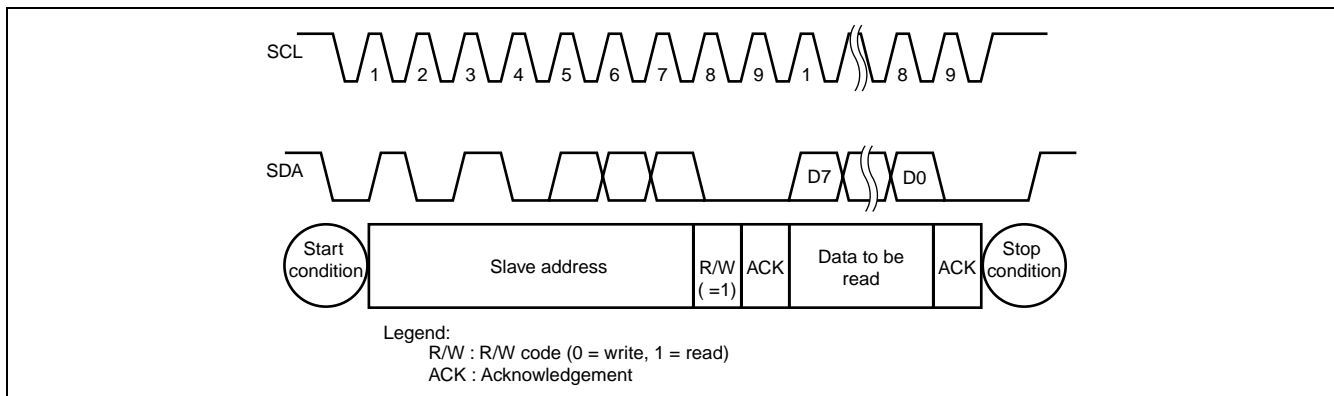 SCL
1 2 3 4 5 6 7 8 9 1 8 9
SDA
D7 D0
Start
condition
Slave address
R/W
( =1)
ACK
Data to be
read
ACK
Stop
condition
Legend:
R/W : R/W code (0 = write, 1 = read)
ACK : Acknowledgement